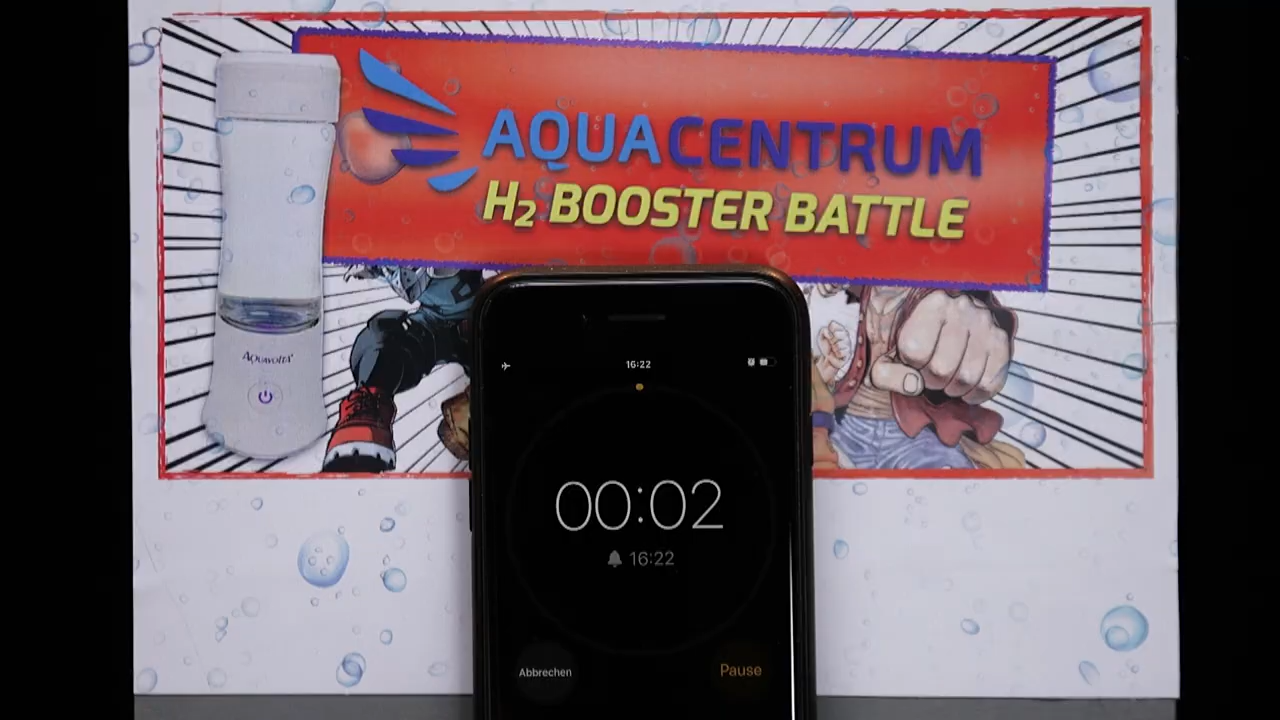 AQUACENTRUM
H₂ BOOSTER BATTLE
AQUAVOLTA
16:22
00:02
16:22
Abbrechen
Pause